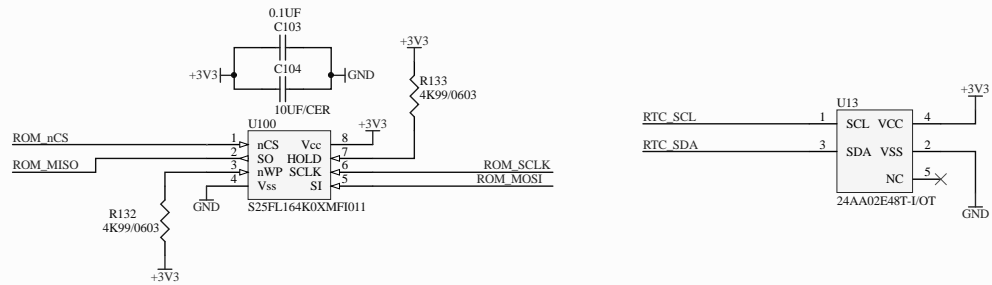 0.1UF
C103
+3V3
GND
C104
10UF/CER
+3V3
R133
4K99/0603
U100
+3V3
ROM_nCS
1
nCS
Vcc
8
ROM_MISO
2
SO
HOLD
7
3
nWP
SCLK
6
ROM_SCLK
4
Vss
SI
5
ROM_MOSI
GND
S25FL164K0XMFI011
R132
4K99/0603
+3V3
+3V3
U13
RTC_SCL
1
SCL
VCC
4
RTC_SDA
3
SDA
VSS
2
NC
5
24AA02E48T-I/OT
GND